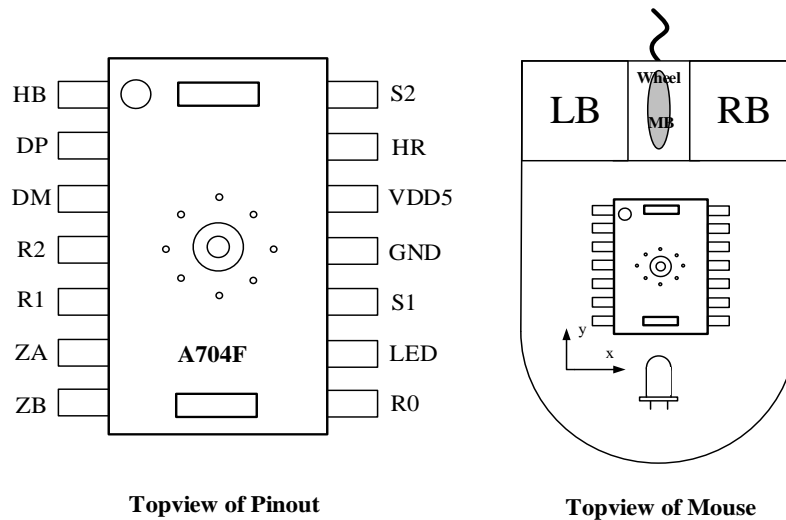 HB
DP
DM
R2
R1
ZA
ZB
S2
HR
VDD5
GND
S1
LED
R0
A704F
Topview of Pinout
LB
Wheel
MB
RB
y
x
Topview of Mouse